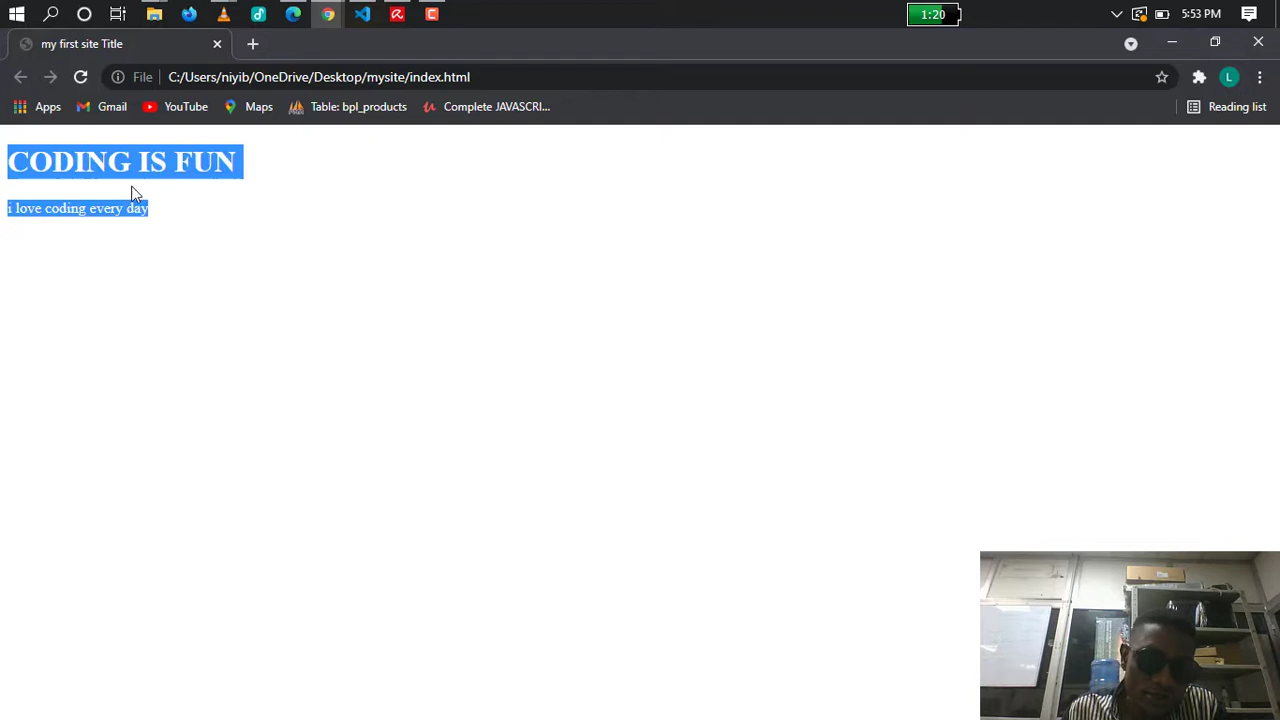 1:20
5:53 PM
my first site Title
File
C:/Users/niyib/OneDrive/Desktop/mysite/index.html
L
Apps
Gmail
YouTube
Maps
Table: bpl_products
Complete JAVASCRI...
Reading list
CODING IS FUN
i love coding every day